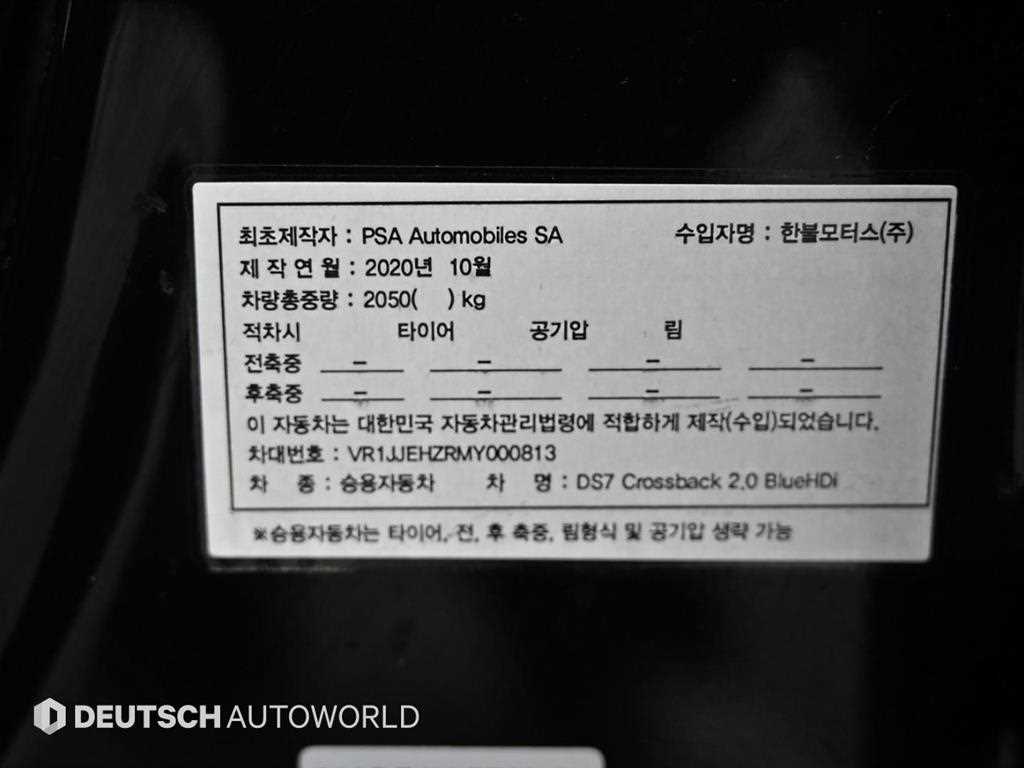 최초제작자 : PSA Automobiles SA 수입자명 : 한불모터스(주)
제 작 연 월 : 2020년 10월
차량총중량 : 2050( ) kg
적차시 타이어 공기압 림
전축중 – – – –
후축중 – – – –
이 자동차는 대한민국 자동차관리법령에 적합하게 제작(수입)되었습니다.
차대번호 : VR1JJEHZRMY000813
차 종 : 승용자동차 차 명 : DS7 Crossback 2.0 BlueHDi
※승용자동차는 타이어, 전, 후 축중, 림형식 및 공기압 생략 가능
DEUTSCH AUTOWORLD